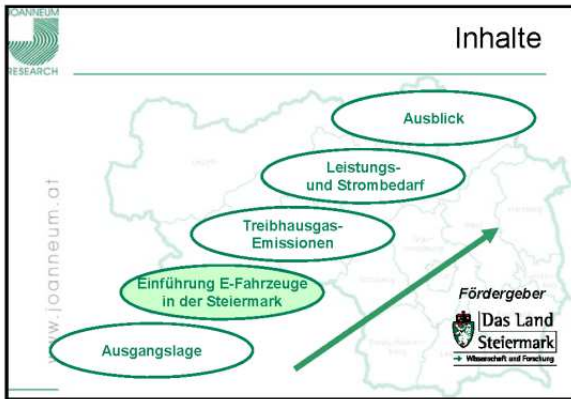 JOANNEUM
RESEARCH
Inhalte
Ausblick
Leistungs-
und Strombedarf
Treibhausgas-
Emissionen
Einführung E-Fahrzeuge
in der Steiermark
Ausgangslage
www.joanneum.at
Fördergeber
Das Land
Steiermark
→ Wissenschaft und Forschung